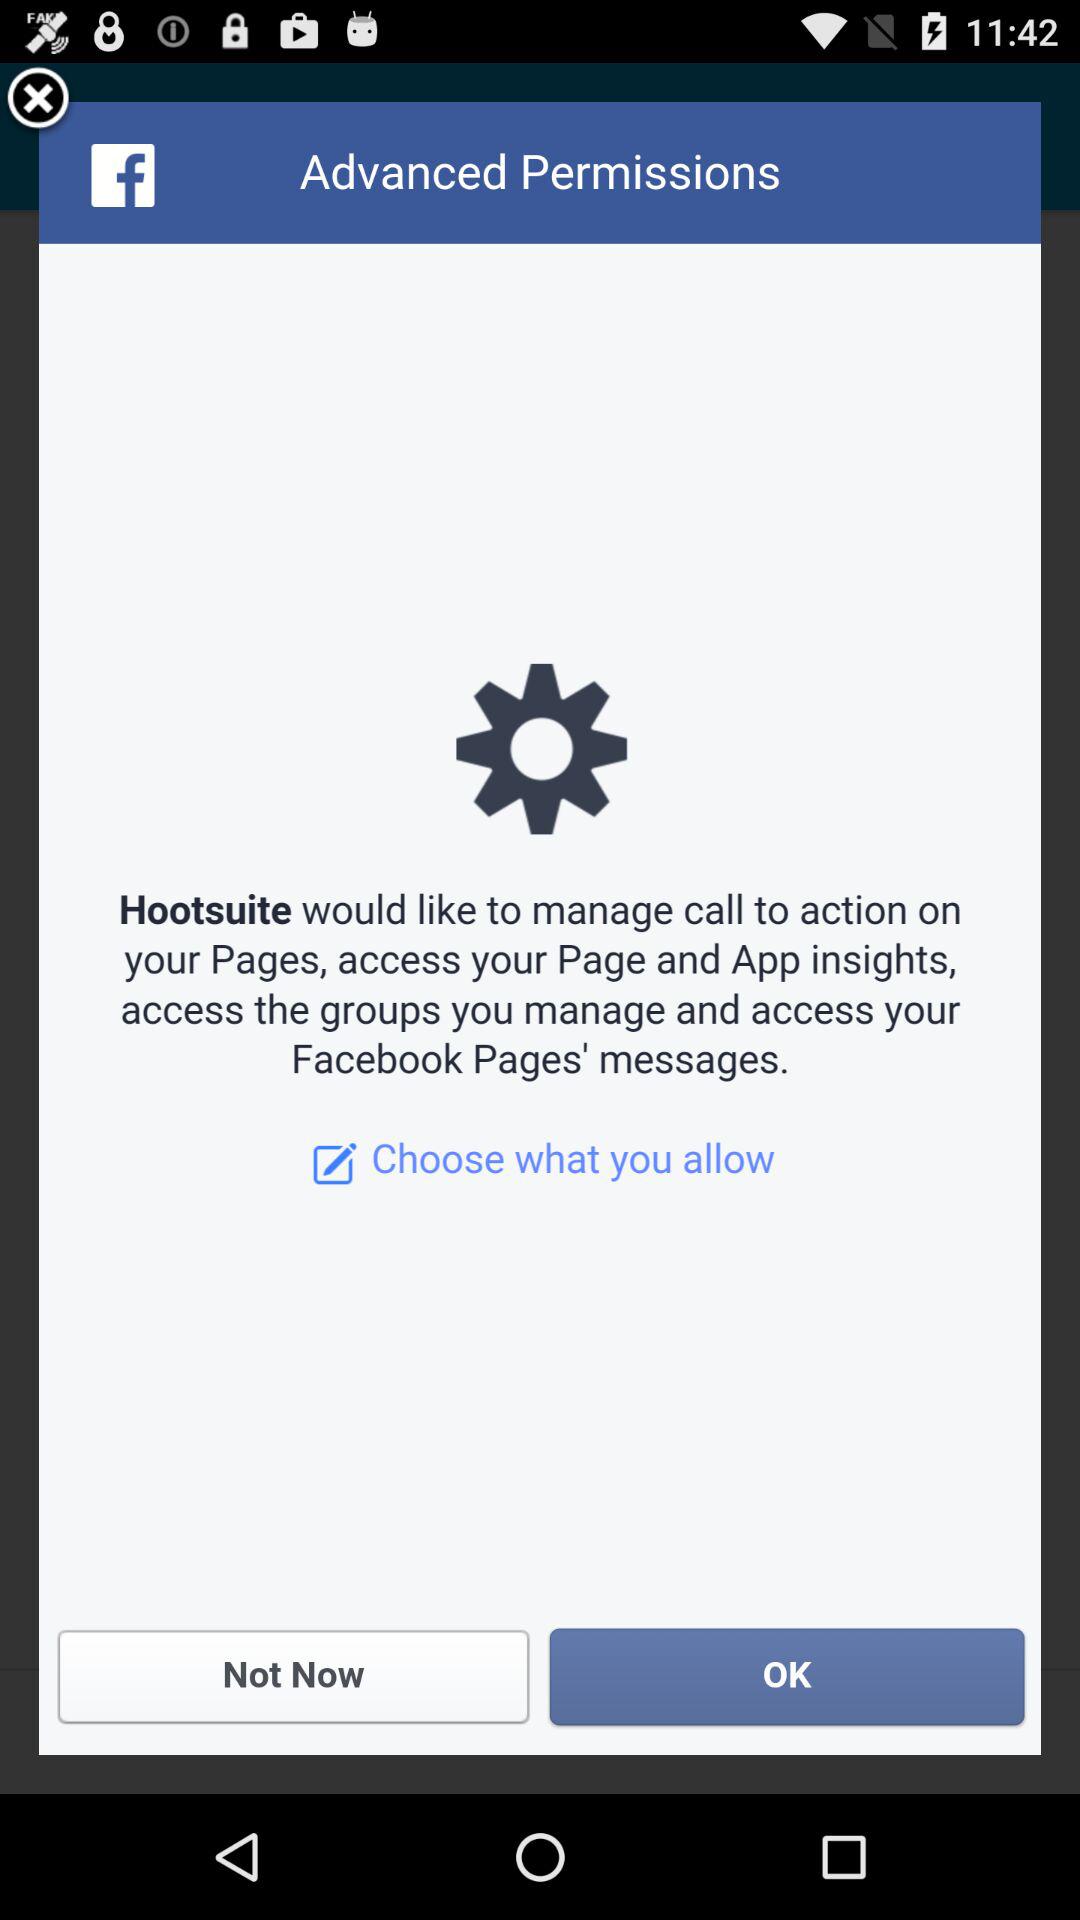 FAKE
11:42
Advanced Permissions
Hootsuite would like to manage call to action on
your Pages, access your Page and App insights,
access the groups you manage and access your
Facebook Pages' messages.
Choose what you allow
Not Now
OK